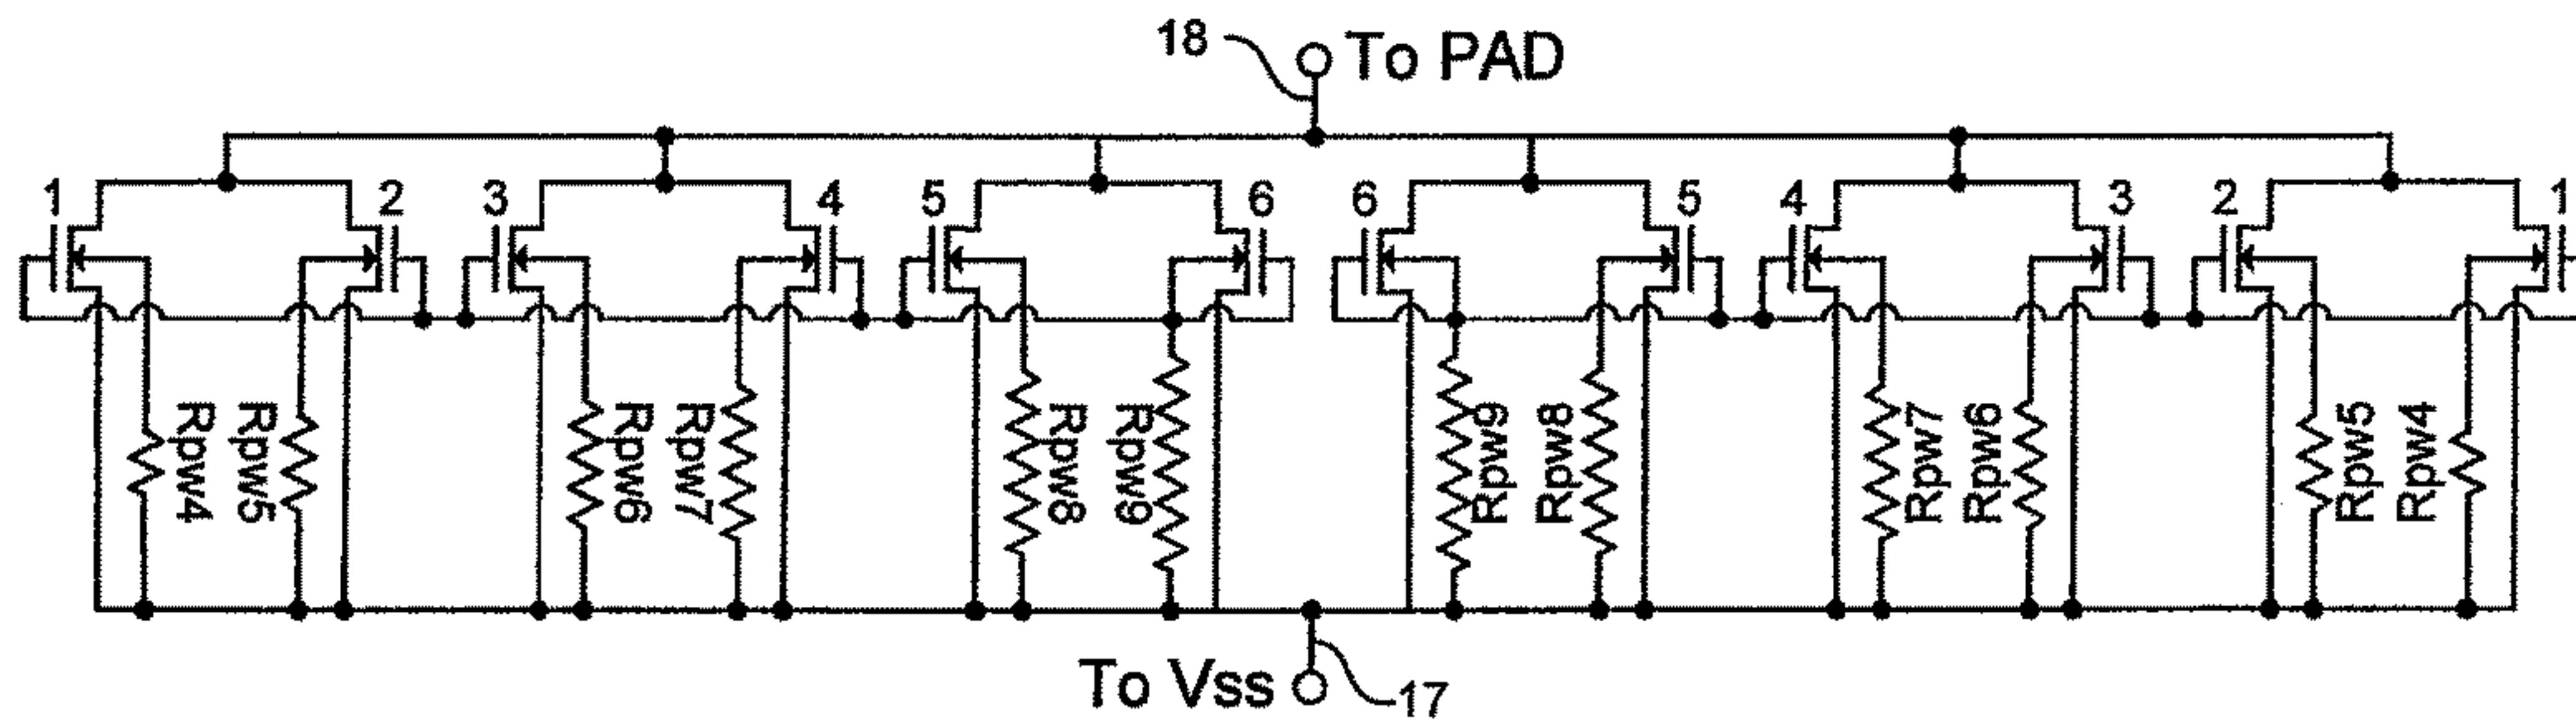 18
To PAD
1 2 3 4 5 6 6 5 4 3 2 1
Rpw4 Rpw5 Rpw6 Rpw7 Rpw8 Rpw9 Rpw9 Rpw8 Rpw7 Rpw6 Rpw5 Rpw4
To Vss
17